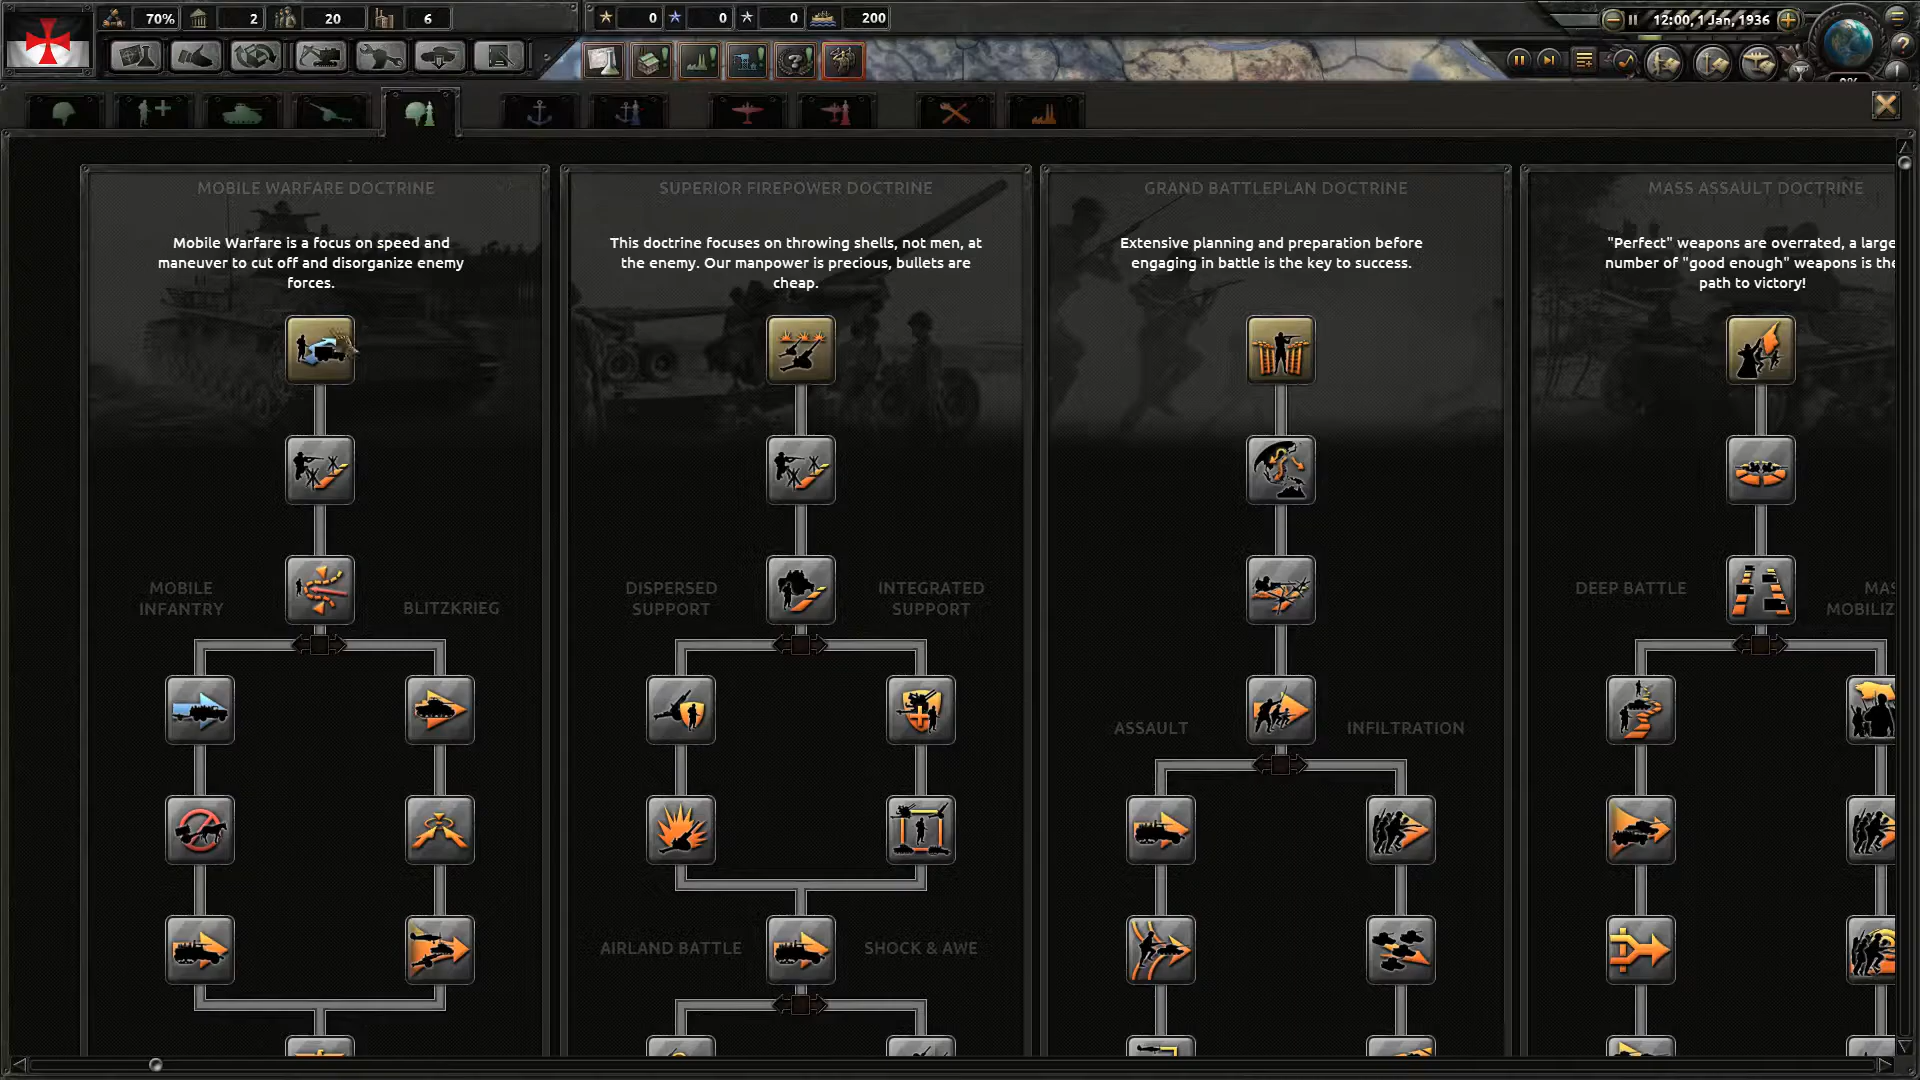 70%
2
20
6
0
0
0
200
12:00, 1 Jan, 1936
MOBILE WARFARE DOCTRINE
Mobile Warfare is a focus on speed and
maneuver to cut off and disorganize enemy
forces.
MOBILE
INFANTRY
BLITZKRIEG
SUPERIOR FIREPOWER DOCTRINE
This doctrine focuses on throwing shells, not men, at
the enemy. Our manpower is precious, bullets are
cheap.
DISPERSED
SUPPORT
INTEGRATED
SUPPORT
AIRLAND BATTLE
SHOCK & AWE
GRAND BATTLEPLAN DOCTRINE
Extensive planning and preparation before
engaging in battle is the key to success.
ASSAULT
INFILTRATION
MASS ASSAULT DOCTRINE
"Perfect" weapons are overrated, a large
number of "good enough" weapons is the
path to victory!
DEEP BATTLE
MAS
MOBILIZ